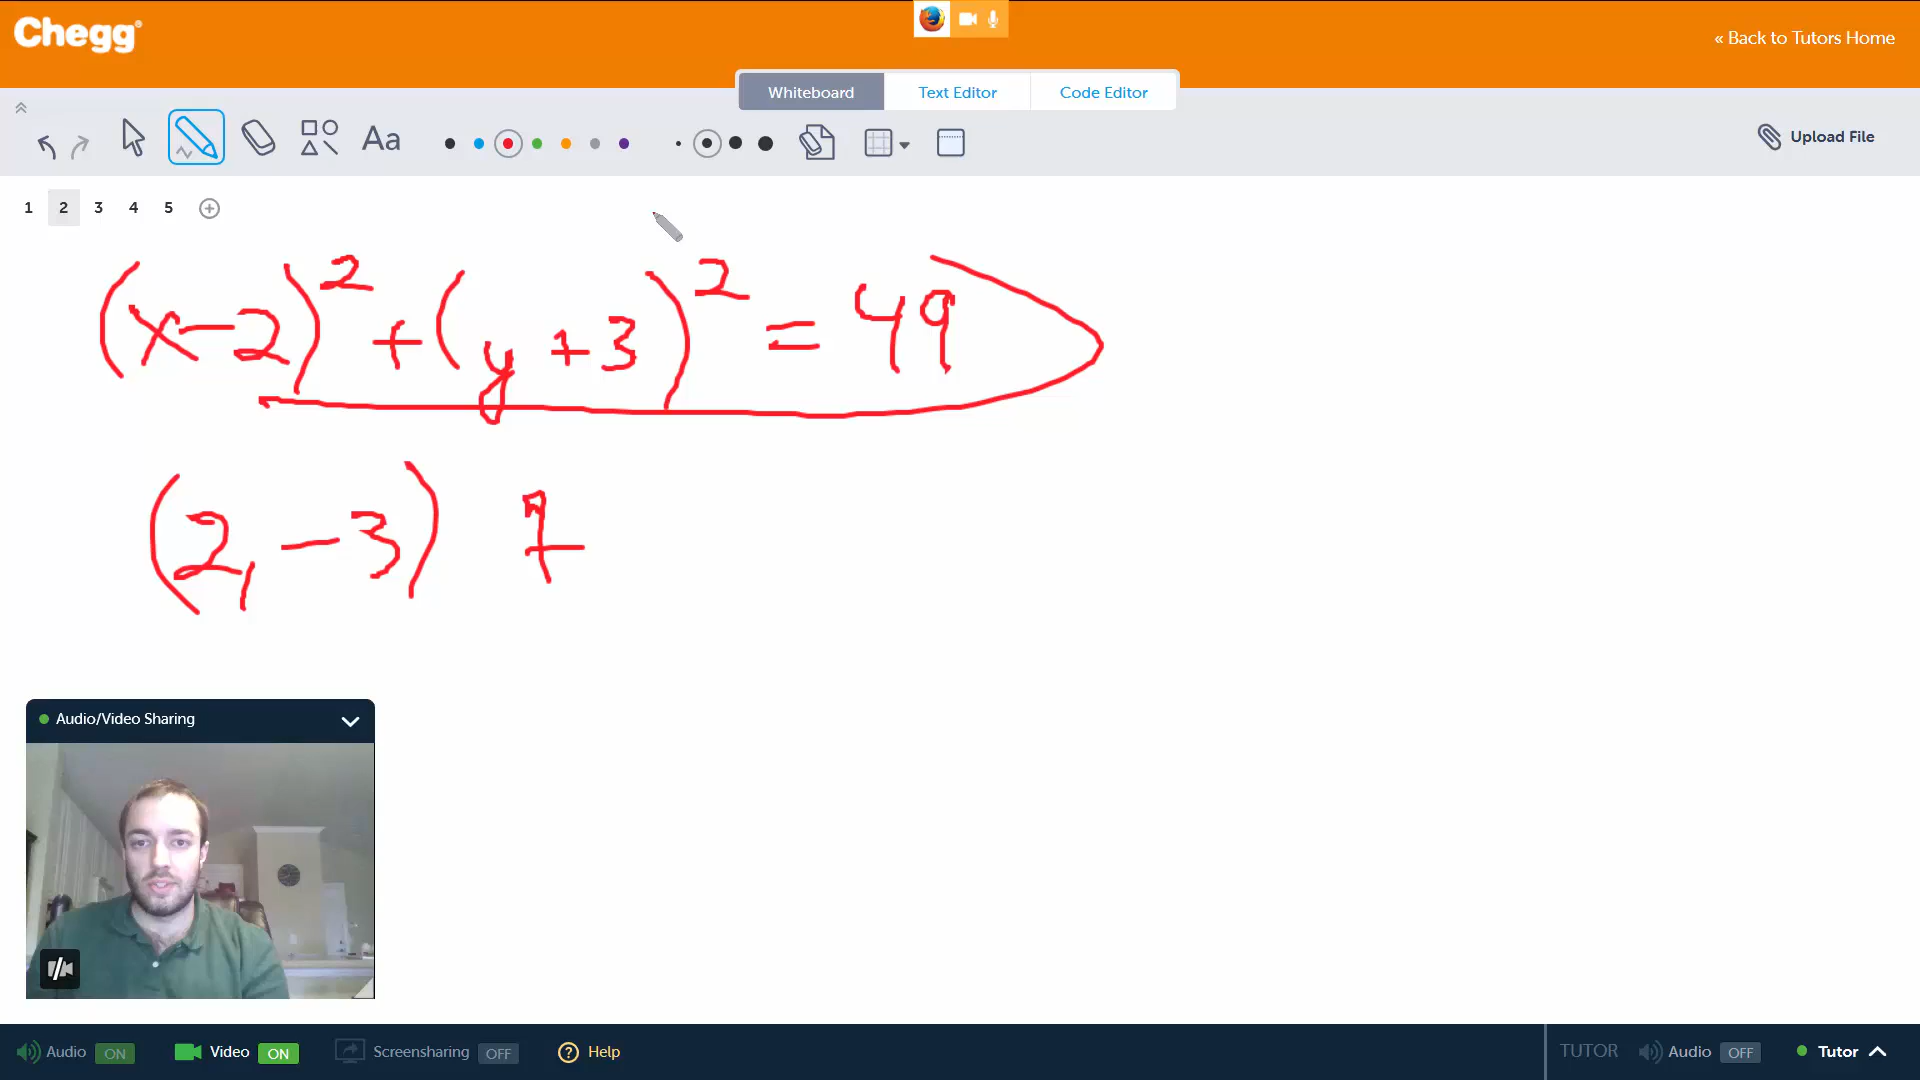 Chegg
« Back to Tutors Home
Whiteboard Text Editor Code Editor
Aa
Upload File
1 2 3 4 5
(x-2)² + (y+3)² = 49
(2, -3) 7
Audio/Video Sharing
Audio ON Video ON Screensharing OFF ? Help TUTOR Audio OFF Tutor